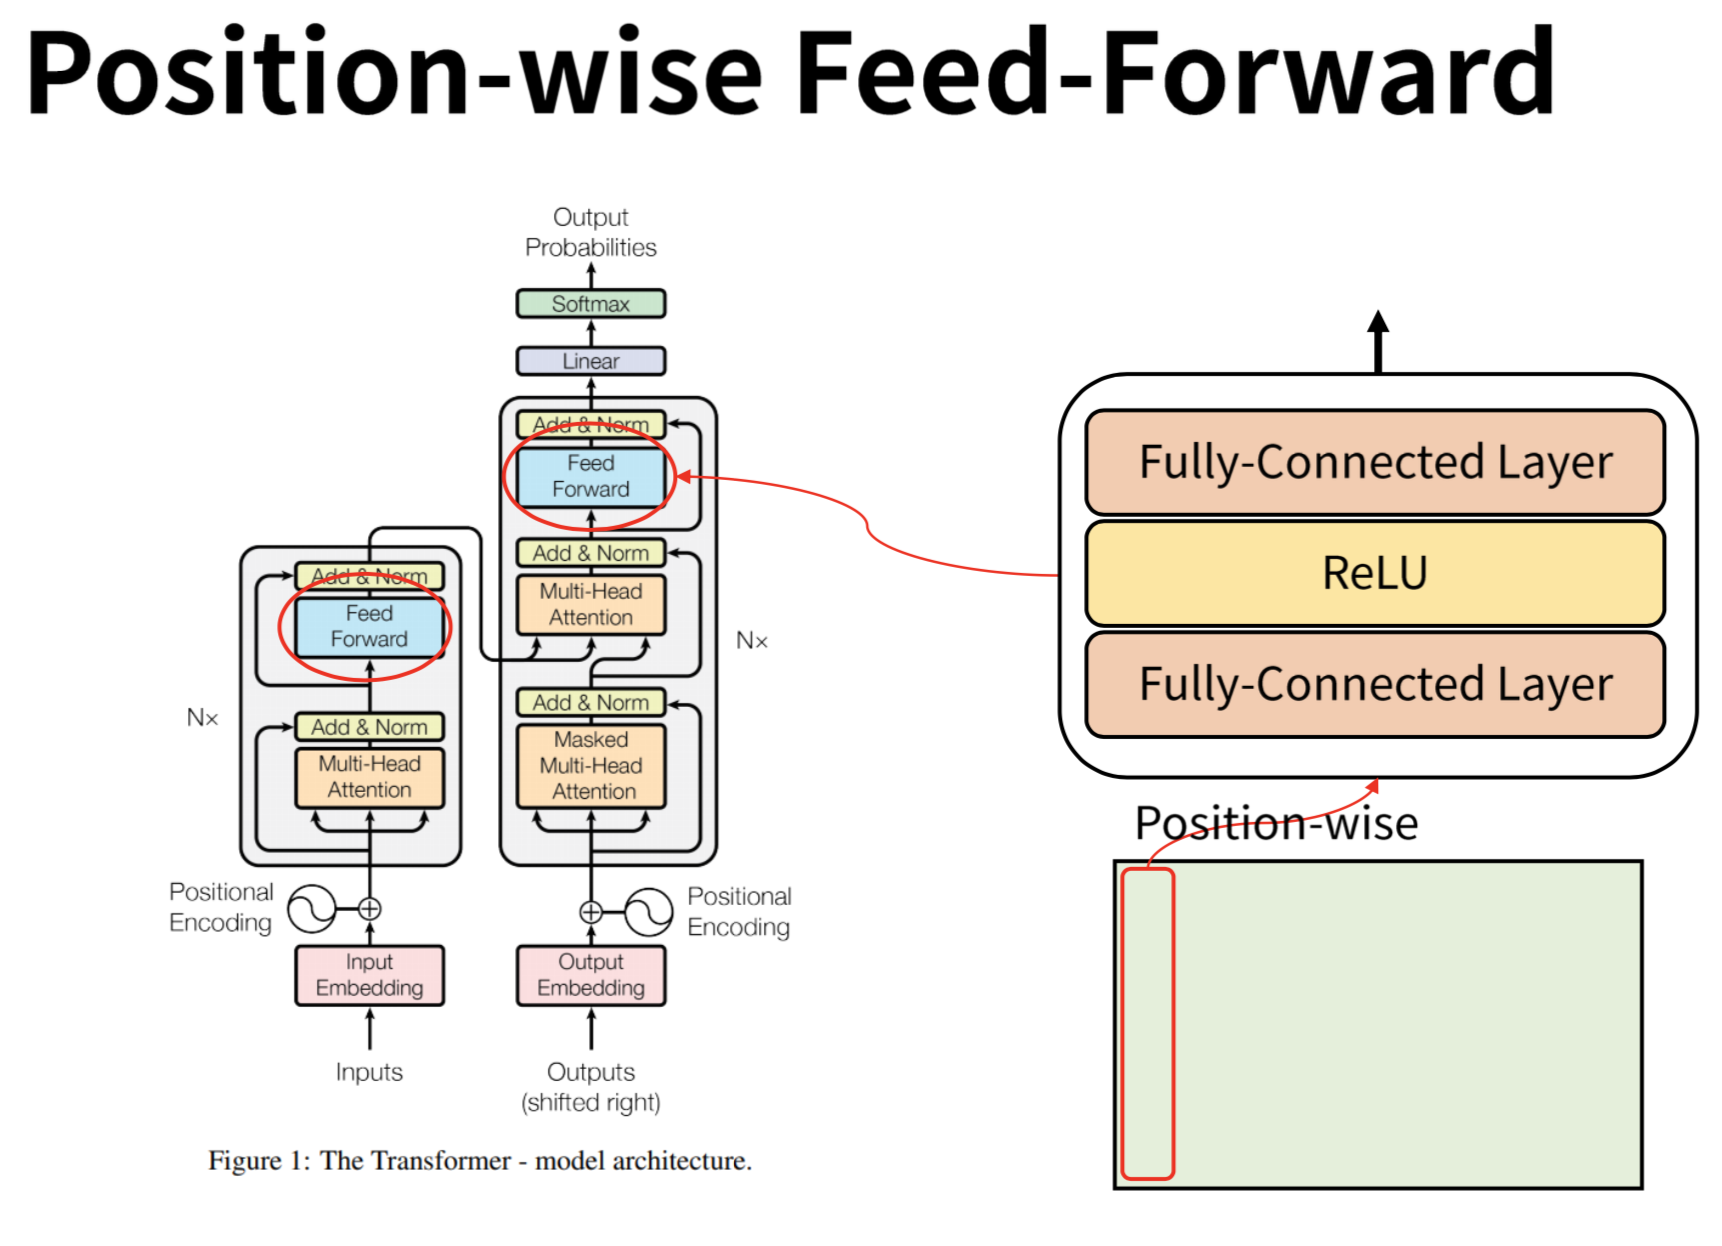 Position-wise Feed-Forward
Output
Probabilities
Softmax
Linear
Add & Norm
Feed
Forward
Add & Norm
Multi-Head
Attention
Nx
Add & Norm
Masked
Multi-Head
Attention
Add & Norm
Feed
Forward
Nx
Add & Norm
Multi-Head
Attention
Positional
Encoding
Positional
Encoding
Input
Embedding
Output
Embedding
Inputs
Outputs
(shifted right)
Figure 1: The Transformer - model architecture.
Fully-Connected Layer
ReLU
Fully-Connected Layer
Position-wise